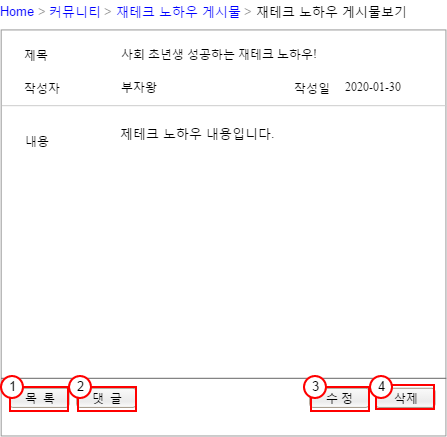 Home > 커뮤니티 > 재테크 노하우 게시물 > 재테크 노하우 게시물보기
제목 사회 초년생 성공하는 재테크 노하우!
작성자 부자왕 작성일 2020-01-30
내용 제테크 노하우 내용입니다.
1 목 록 2 댓 글 3 수 정 4 삭제